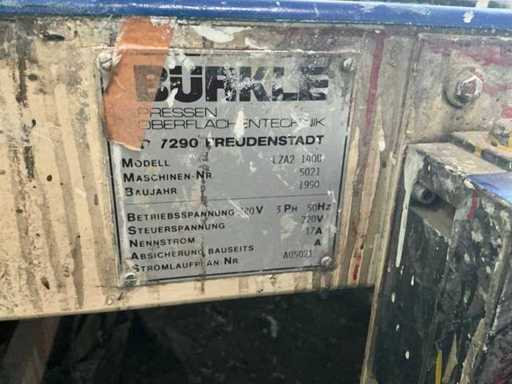 BÜRKLE
PRESSEN
OBERFLÄCHENTECHNIK
7290 FREUDENSTADT
MODELL LZA2 1400
MASCHINEN-NR 5021
BAUJAHR 1990
BETRIEBSSPANNUNG 3 PH 50HZ
STEUERSPANNUNG 220V
NENNSTROM 17A
ABSICHERUNG BAUSEITS A
STROMLAUFPLAN-NR. A05021